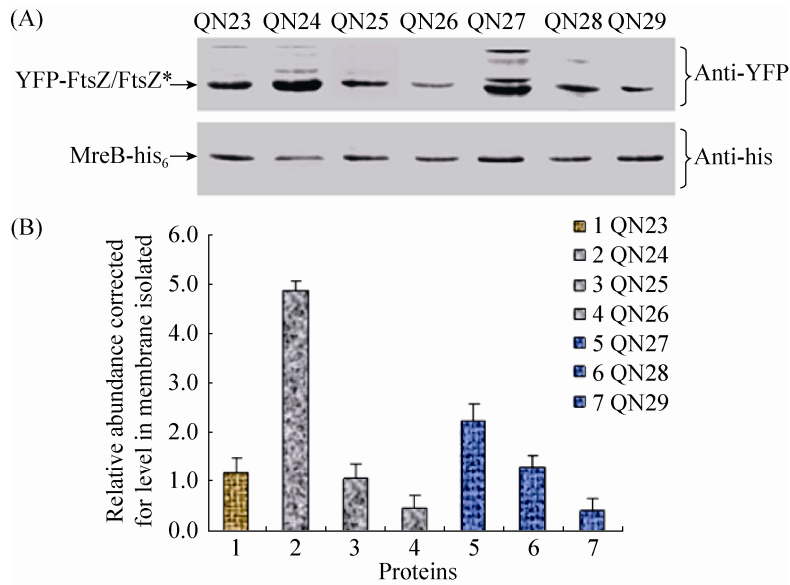 (A)
QN23 QN24 QN25 QN26 QN27 QN28 QN29
YFP-FtsZ/FtsZ*
Anti-YFP
MreB-his6
Anti-his
(B)
Relative abundance corrected
for level in membrane isolated
6.0
5.0
4.0
3.0
2.0
1.0
0.0
1 2 3 4 5 6 7
Proteins
1 QN23
2 QN24
3 QN25
4 QN26
5 QN27
6 QN28
7 QN29